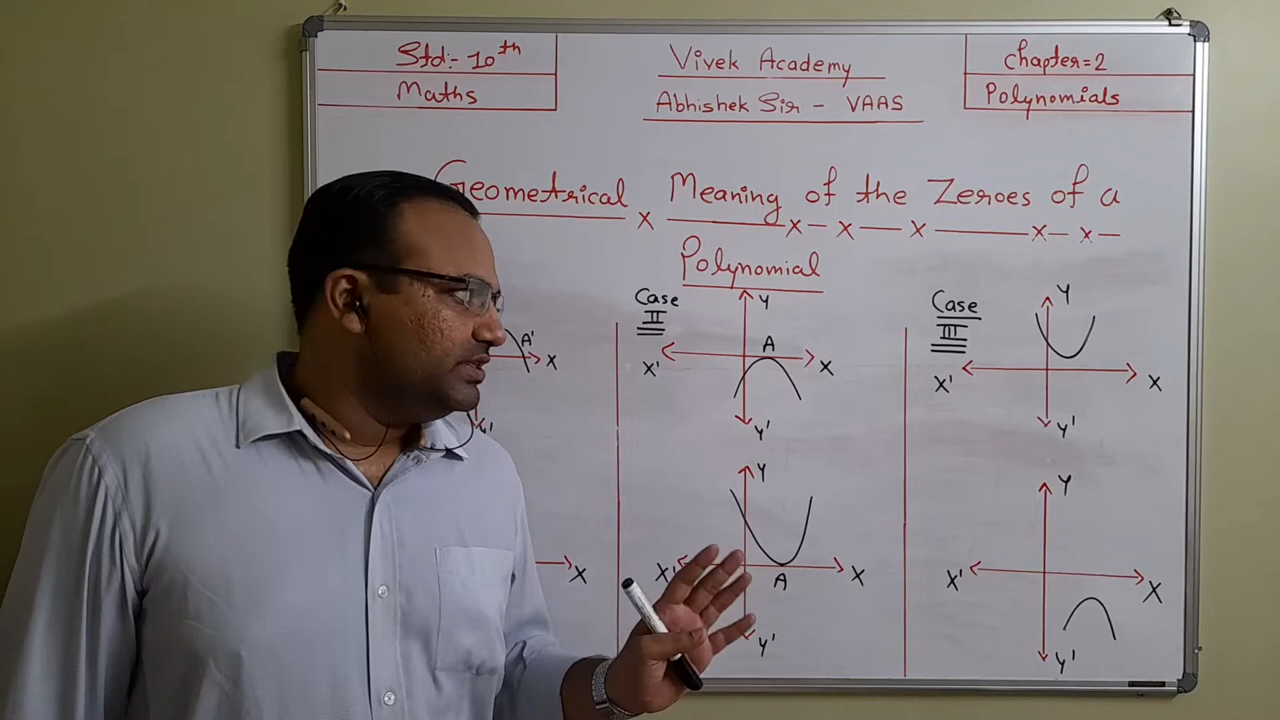 Std:- 10th
Maths
Vivek Academy
Abhishek Sir - VAAS
Chapter=2
Polynomials
Geometrical Meaning of the Zeroes of a
Polynomial
A'
X
Y'
X
Case
II
Y
A
X'
X
Y'
Y
X'
X
A
Y'
Case
III
Y
X'
X
Y'
Y
X'
X
Y'